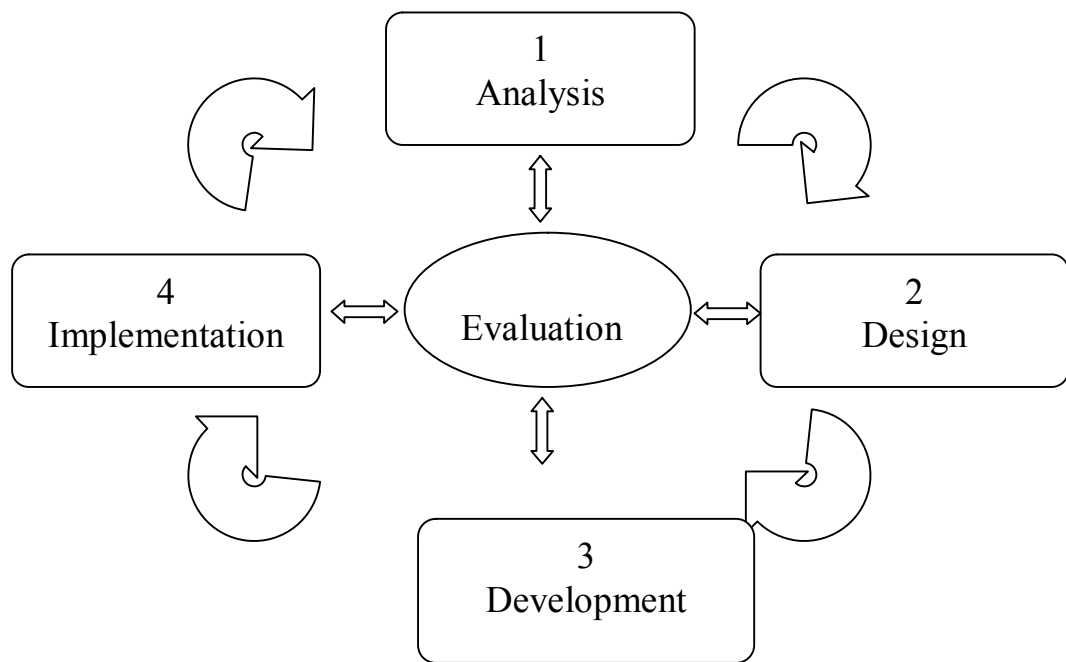 1
Analysis
4
Implementation
Evaluation
2
Design
3
Development